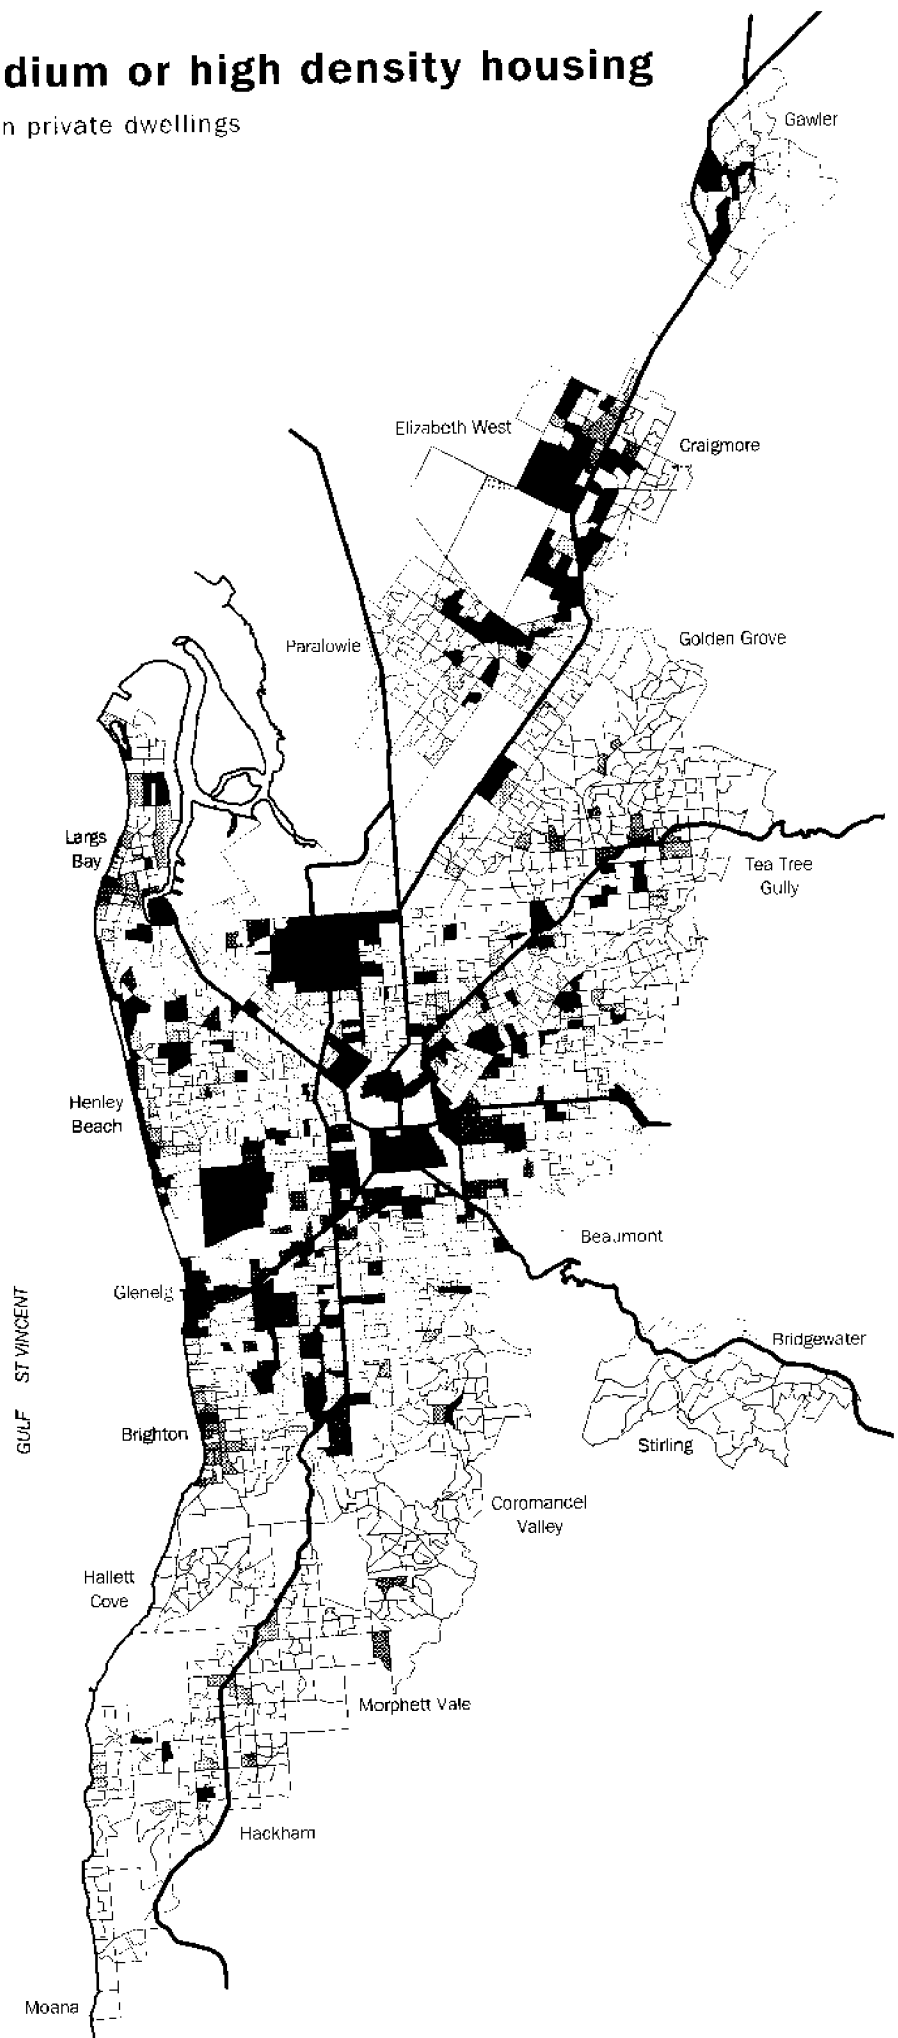 dium or high density housing
n private dwellings
Gawler
Elizabeth West
Craigmore
Paralowie
Golden Grove
Largs
Bay
Tea Tree
Gully
Henley
Beach
Beaumont
Glenelg
GULF ST VINCENT
Bridgewater
Brighton
Stirling
Coromancel
Valley
Hallett
Cove
Morphett Vale
Hackham
Moana